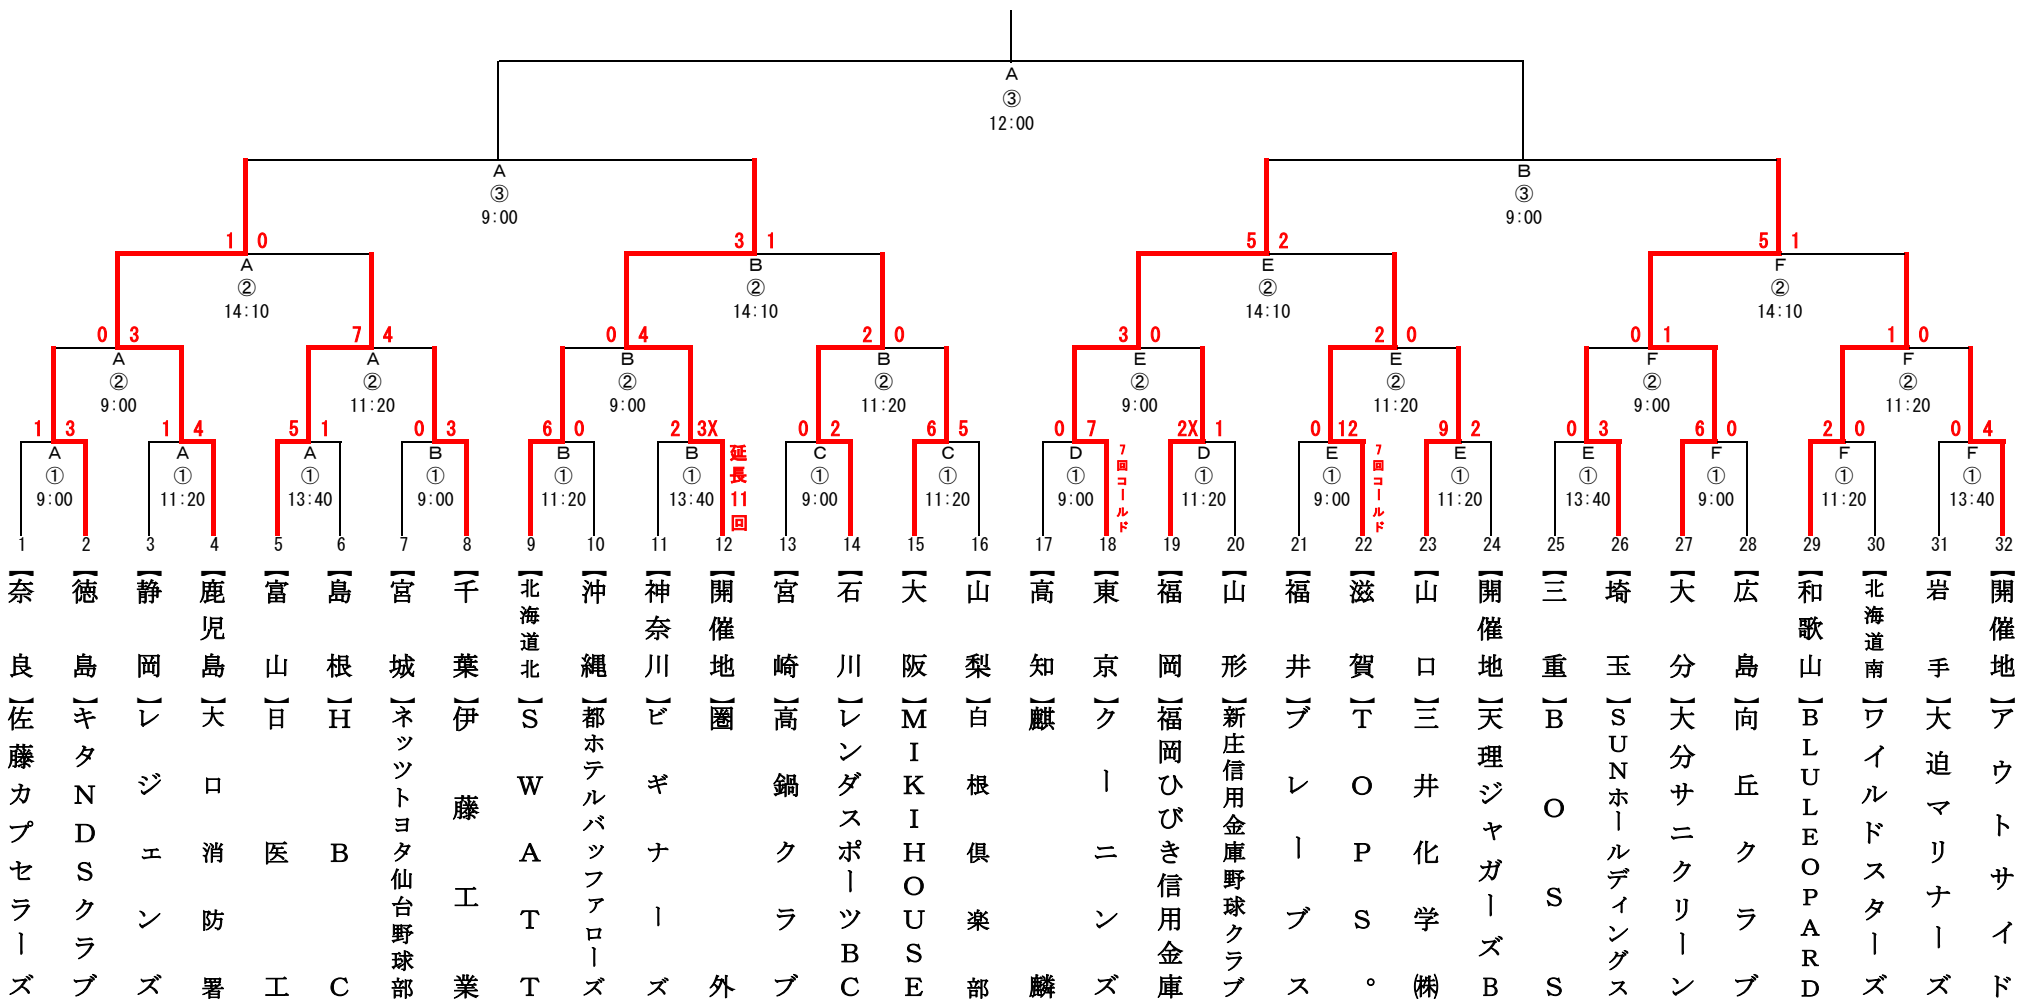 A
③
12:00
A
③
9:00
B
③
9:00
1 0
3 1
5 2
5 1
A
②
14:10
B
②
14:10
E
②
14:10
F
②
14:10
0 3
7 4
0 4
2 0
3 0
2 0
0 1
1 0
A
②
9:00
A
②
11:20
B
②
9:00
B
②
11:20
E
②
9:00
E
②
11:20
F
②
9:00
F
②
11:20
1 3
1 4
5 1
0 3
6 0
2 3X
0 2
6 5
0 7
2X 1
0 12
9 2
0 3
6 0
2 0
0 4
A
①
9:00
A
①
11:20
A
①
13:40
B
①
9:00
B
①
11:20
B
①
13:40
延長11回
C
①
9:00
C
①
11:20
D
①
9:00
7回コールド
D
①
11:20
E
①
9:00
7回コールド
E
①
11:20
E
①
13:40
F
①
9:00
F
①
11:20
F
①
13:40
1 2 3 4 5 6 7 8 9 10 11 12 13 14 15 16 17 18 19 20 21 22 23 24 25 26 27 28 29 30 31 32
【奈良】佐藤カプセラーズ
【徳島】キタNDSクラブ
【静岡】レジェンズ
【鹿児島】大口消防署
【富山】日医工
【島根】HBC
【宮城】ネッツトヨタ仙台野球部
【千葉】伊藤工業
【北海道北】SWATT
【沖縄】都ホテルバッファローズ
【神奈川】ビギナーズ
【開催地】圏外
【宮崎】高鍋クラブ
【石川】レンダスポーツBC
【大阪】MIKIHOUSE
【山梨】白根倶楽部
【高知】麒麟
【東京】クーニンズ
【福岡】福岡ひびき信用金庫
【山形】新庄信用金庫野球クラブ
【福井】ブレーブス
【滋賀】TOPS。
【山口】三井化学㈱
【開催地】天理ジャガーズB
【三重】BOSS
【埼玉】SUNホールディングス
【大分】大分サニクリーン
【広島】向丘クラブ
【和歌山】BLULEOPARD
【北海道南】ワイルドスターズ
【岩手】大迫マリナーズ
【開催地】アウトサイド